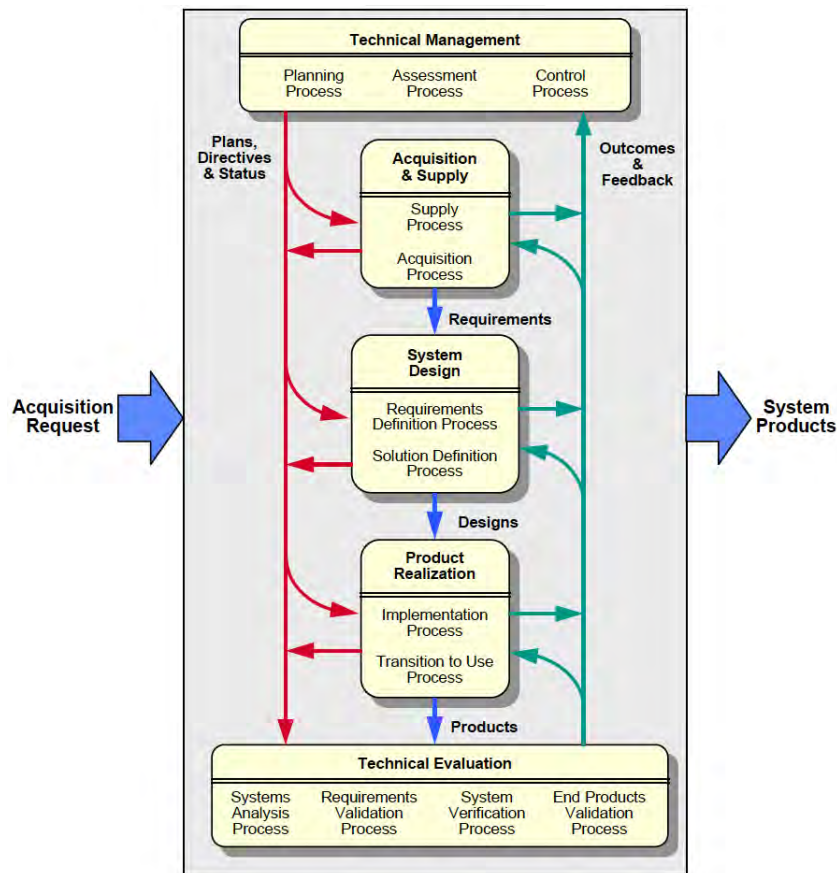 Technical Management
Planning
Process
Assessment
Process
Control
Process
Plans,
Directives
& Status
Outcomes
&
Feedback
Acquisition
& Supply
Supply
Process
Acquisition
Process
Requirements
Acquisition
Request
System
Design
Requirements
Definition Process
Solution Definition
Process
System
Products
Designs
Product
Realization
Implementation
Process
Transition to Use
Process
Products
Technical Evaluation
Systems
Analysis
Process
Requirements
Validation
Process
System
Verification
Process
End Products
Validation
Process